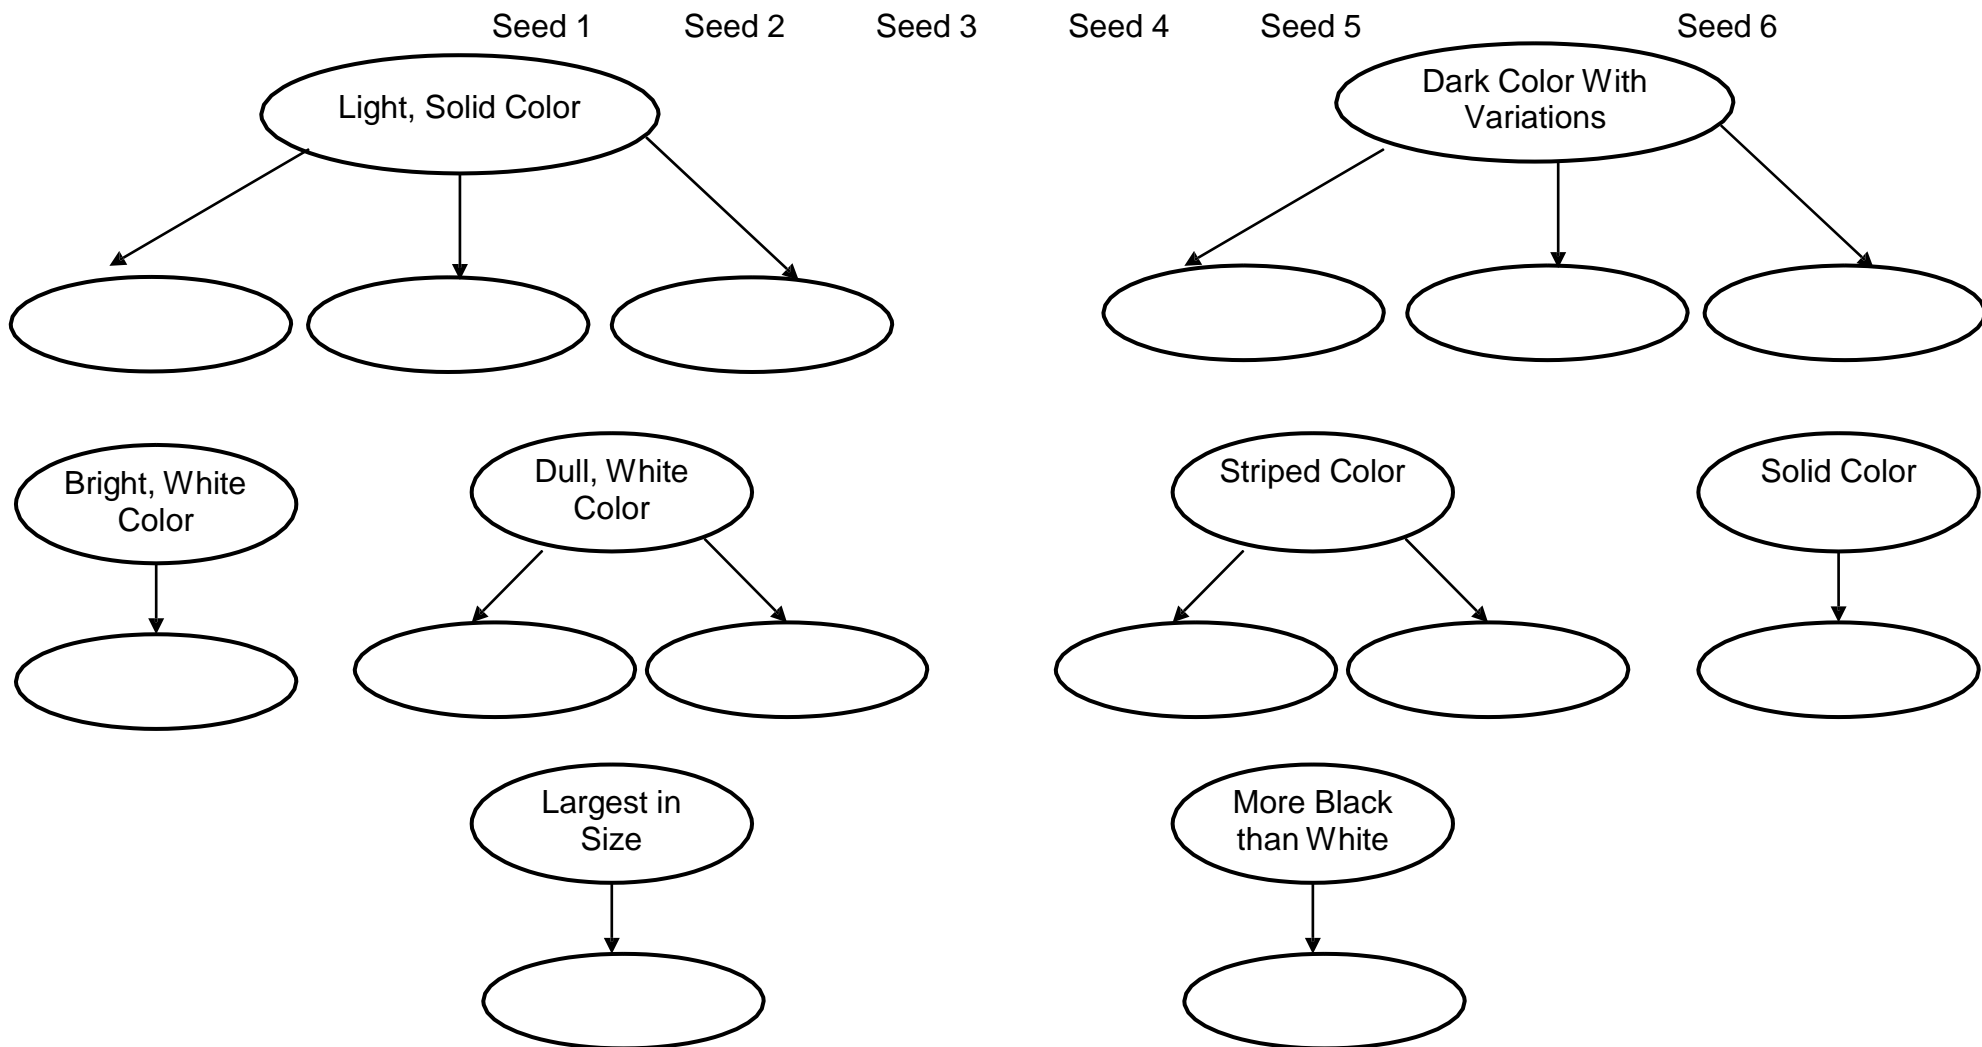 Seed 1 Seed 2 Seed 3 Seed 4 Seed 5 Seed 6
Light, Solid Color
Dark Color With
Variations
Bright, White
Color
Dull, White
Color
Striped Color
Solid Color
Largest in
Size
More Black
than White